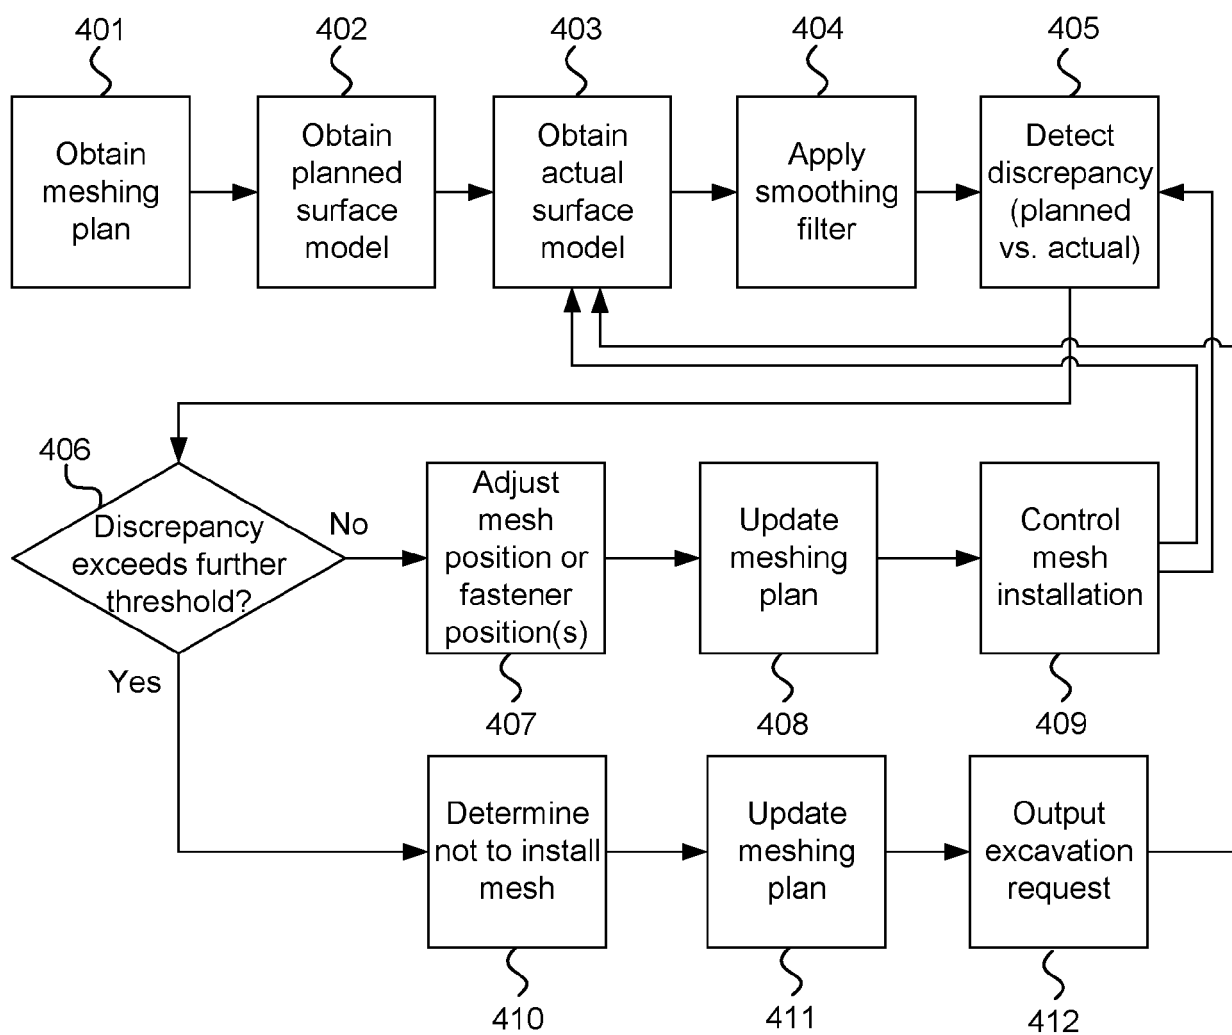 401
402
403
404
405
Obtain
meshing
plan
Obtain
planned
surface
model
Obtain
actual
surface
model
Apply
smoothing
filter
Detect
discrepancy
(planned
vs. actual)
406
Discrepancy
exceeds further
threshold?
No
Yes
Adjust
mesh
position or
fastener
position(s)
Update
meshing
plan
Control
mesh
installation
407
408
409
Determine
not to install
mesh
Update
meshing
plan
Output
excavation
request
410
411
412